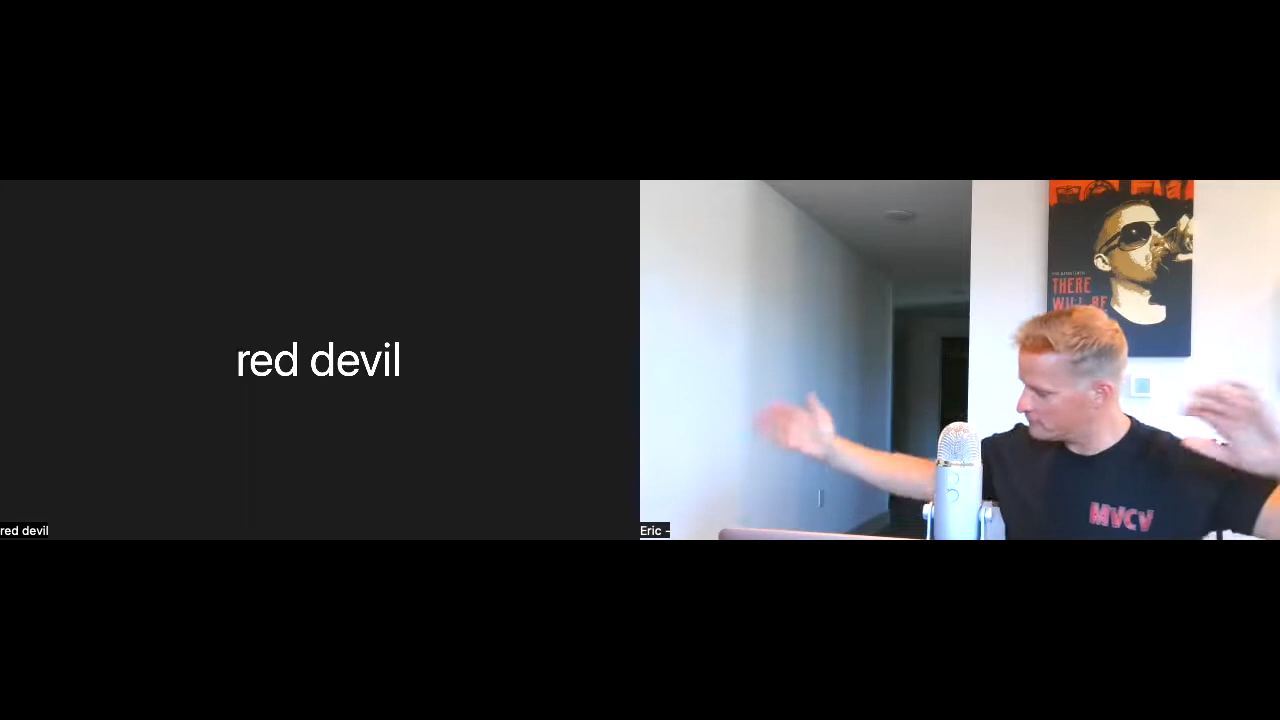 red devil
red devil
Eric -
THERE
WILL BE
MVCV